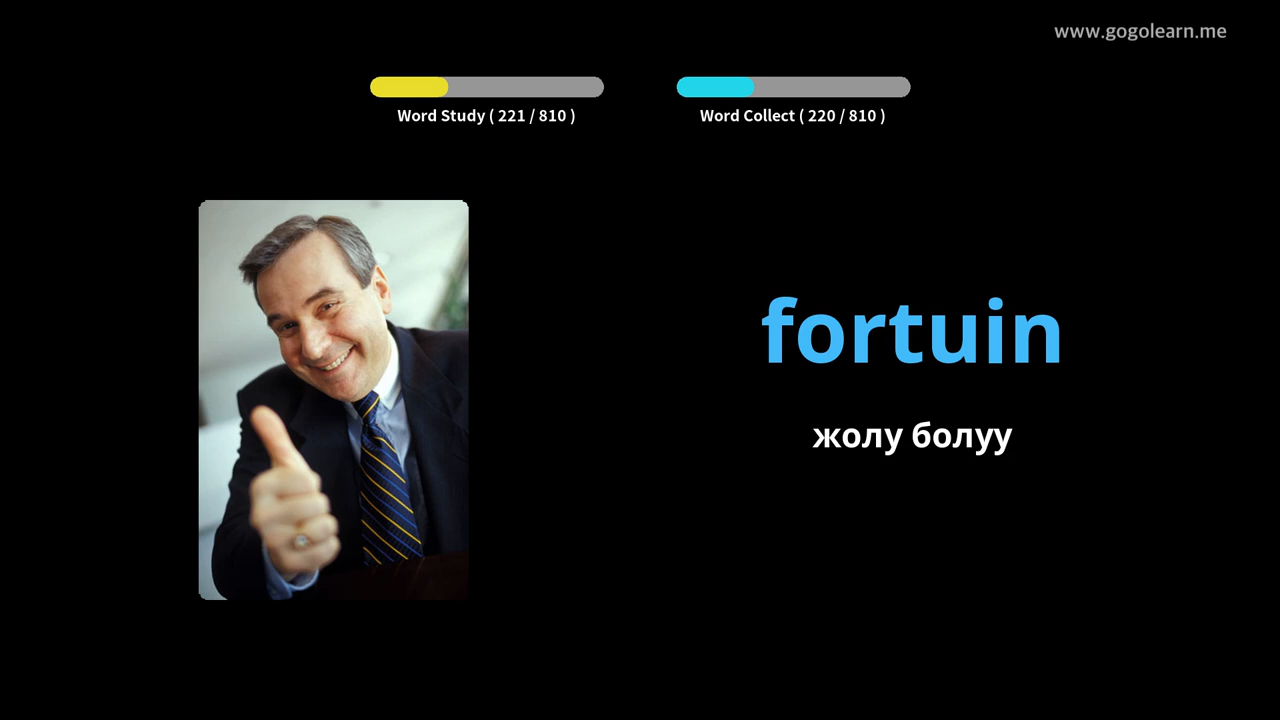 www.gogolearn.me
Word Study ( 221 / 810 )
Word Collect ( 220 / 810 )
fortuin
жолу болуу